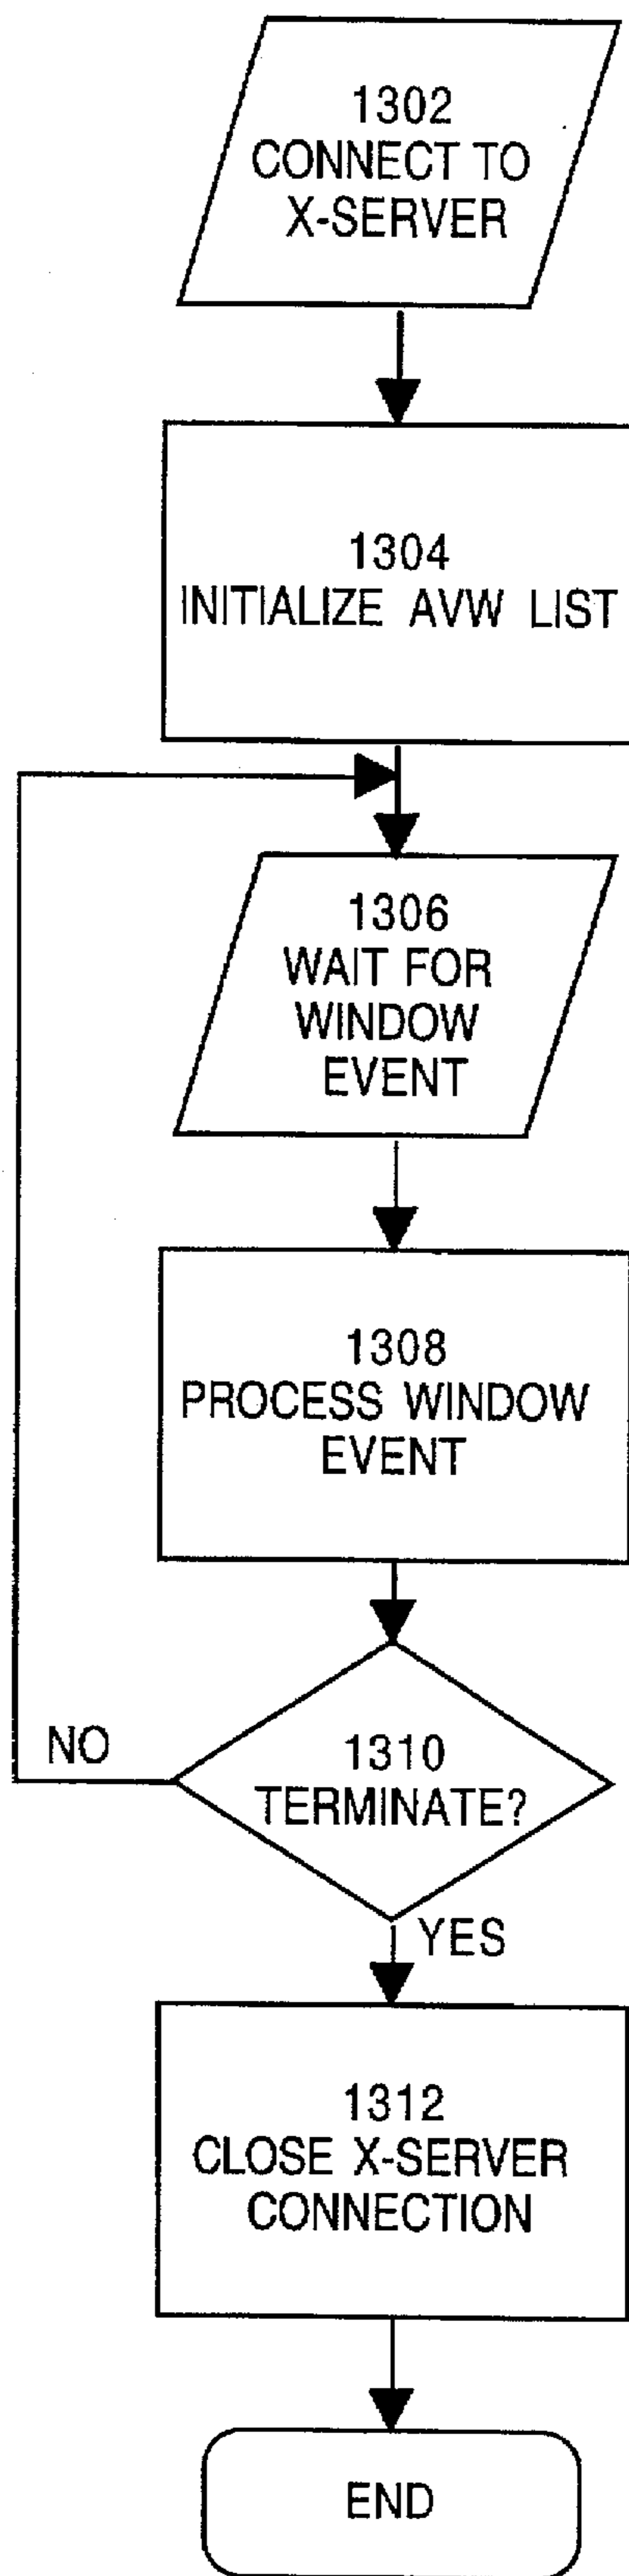 1302
CONNECT TO
X-SERVER
1304
INITIALIZE AVW LIST
1306
WAIT FOR
WINDOW
EVENT
1308
PROCESS WINDOW
EVENT
1310
TERMINATE?
NO
YES
1312
CLOSE X-SERVER
CONNECTION
END